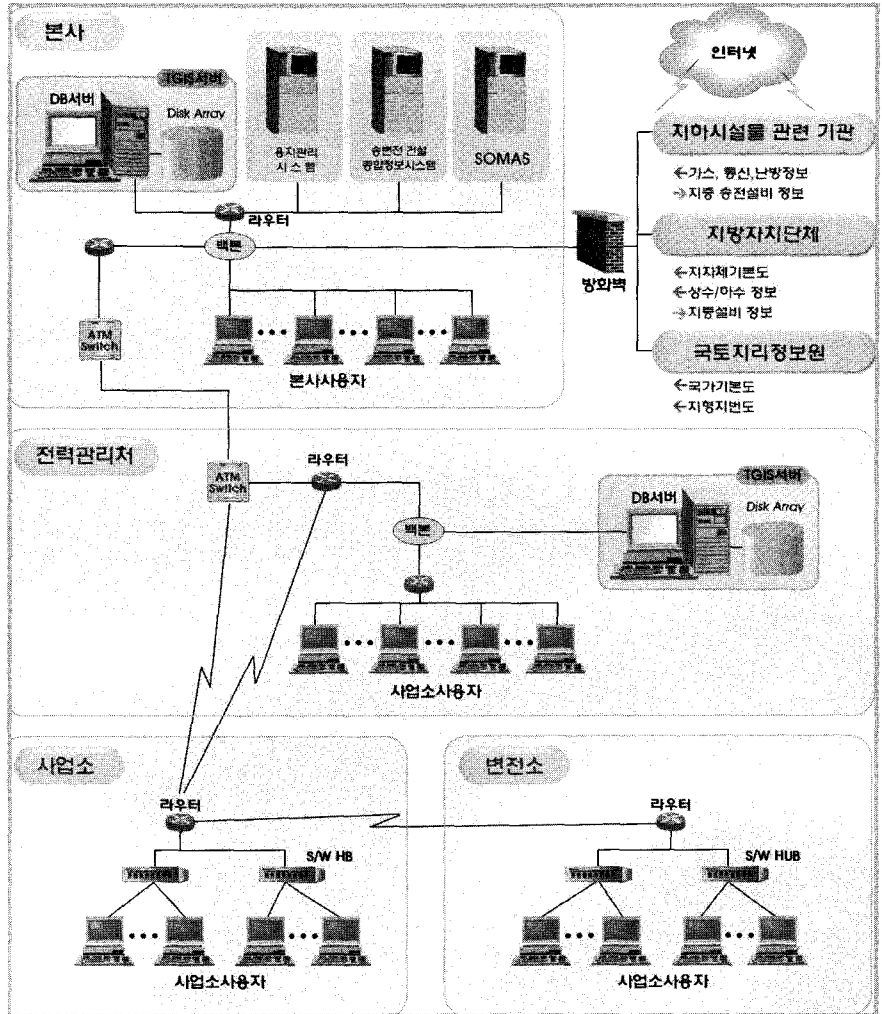 본사
TGIS서버
DB서버
Disk Array
용지관리
시스템
송변전 건설
종합정보시스템
SOMAS
라우터
백본
ATM
Switch
본사사용자
방화벽
인터넷
지하시설물 관련 기관
←가스, 통신,난방정보
→지중 송전설비 정보
지방자치단체
←지자체기본도
←상수/하수 정보
→지중설비 정보
국토지리정보원
←국가기본도
←지형지번도
전력관리처
ATM
Switch
라우터
백본
TGIS서버
DB서버
Disk Array
사업소사용자
사업소
라우터
S/W HB
사업소사용자
변전소
라우터
S/W HUB
사업소사용자